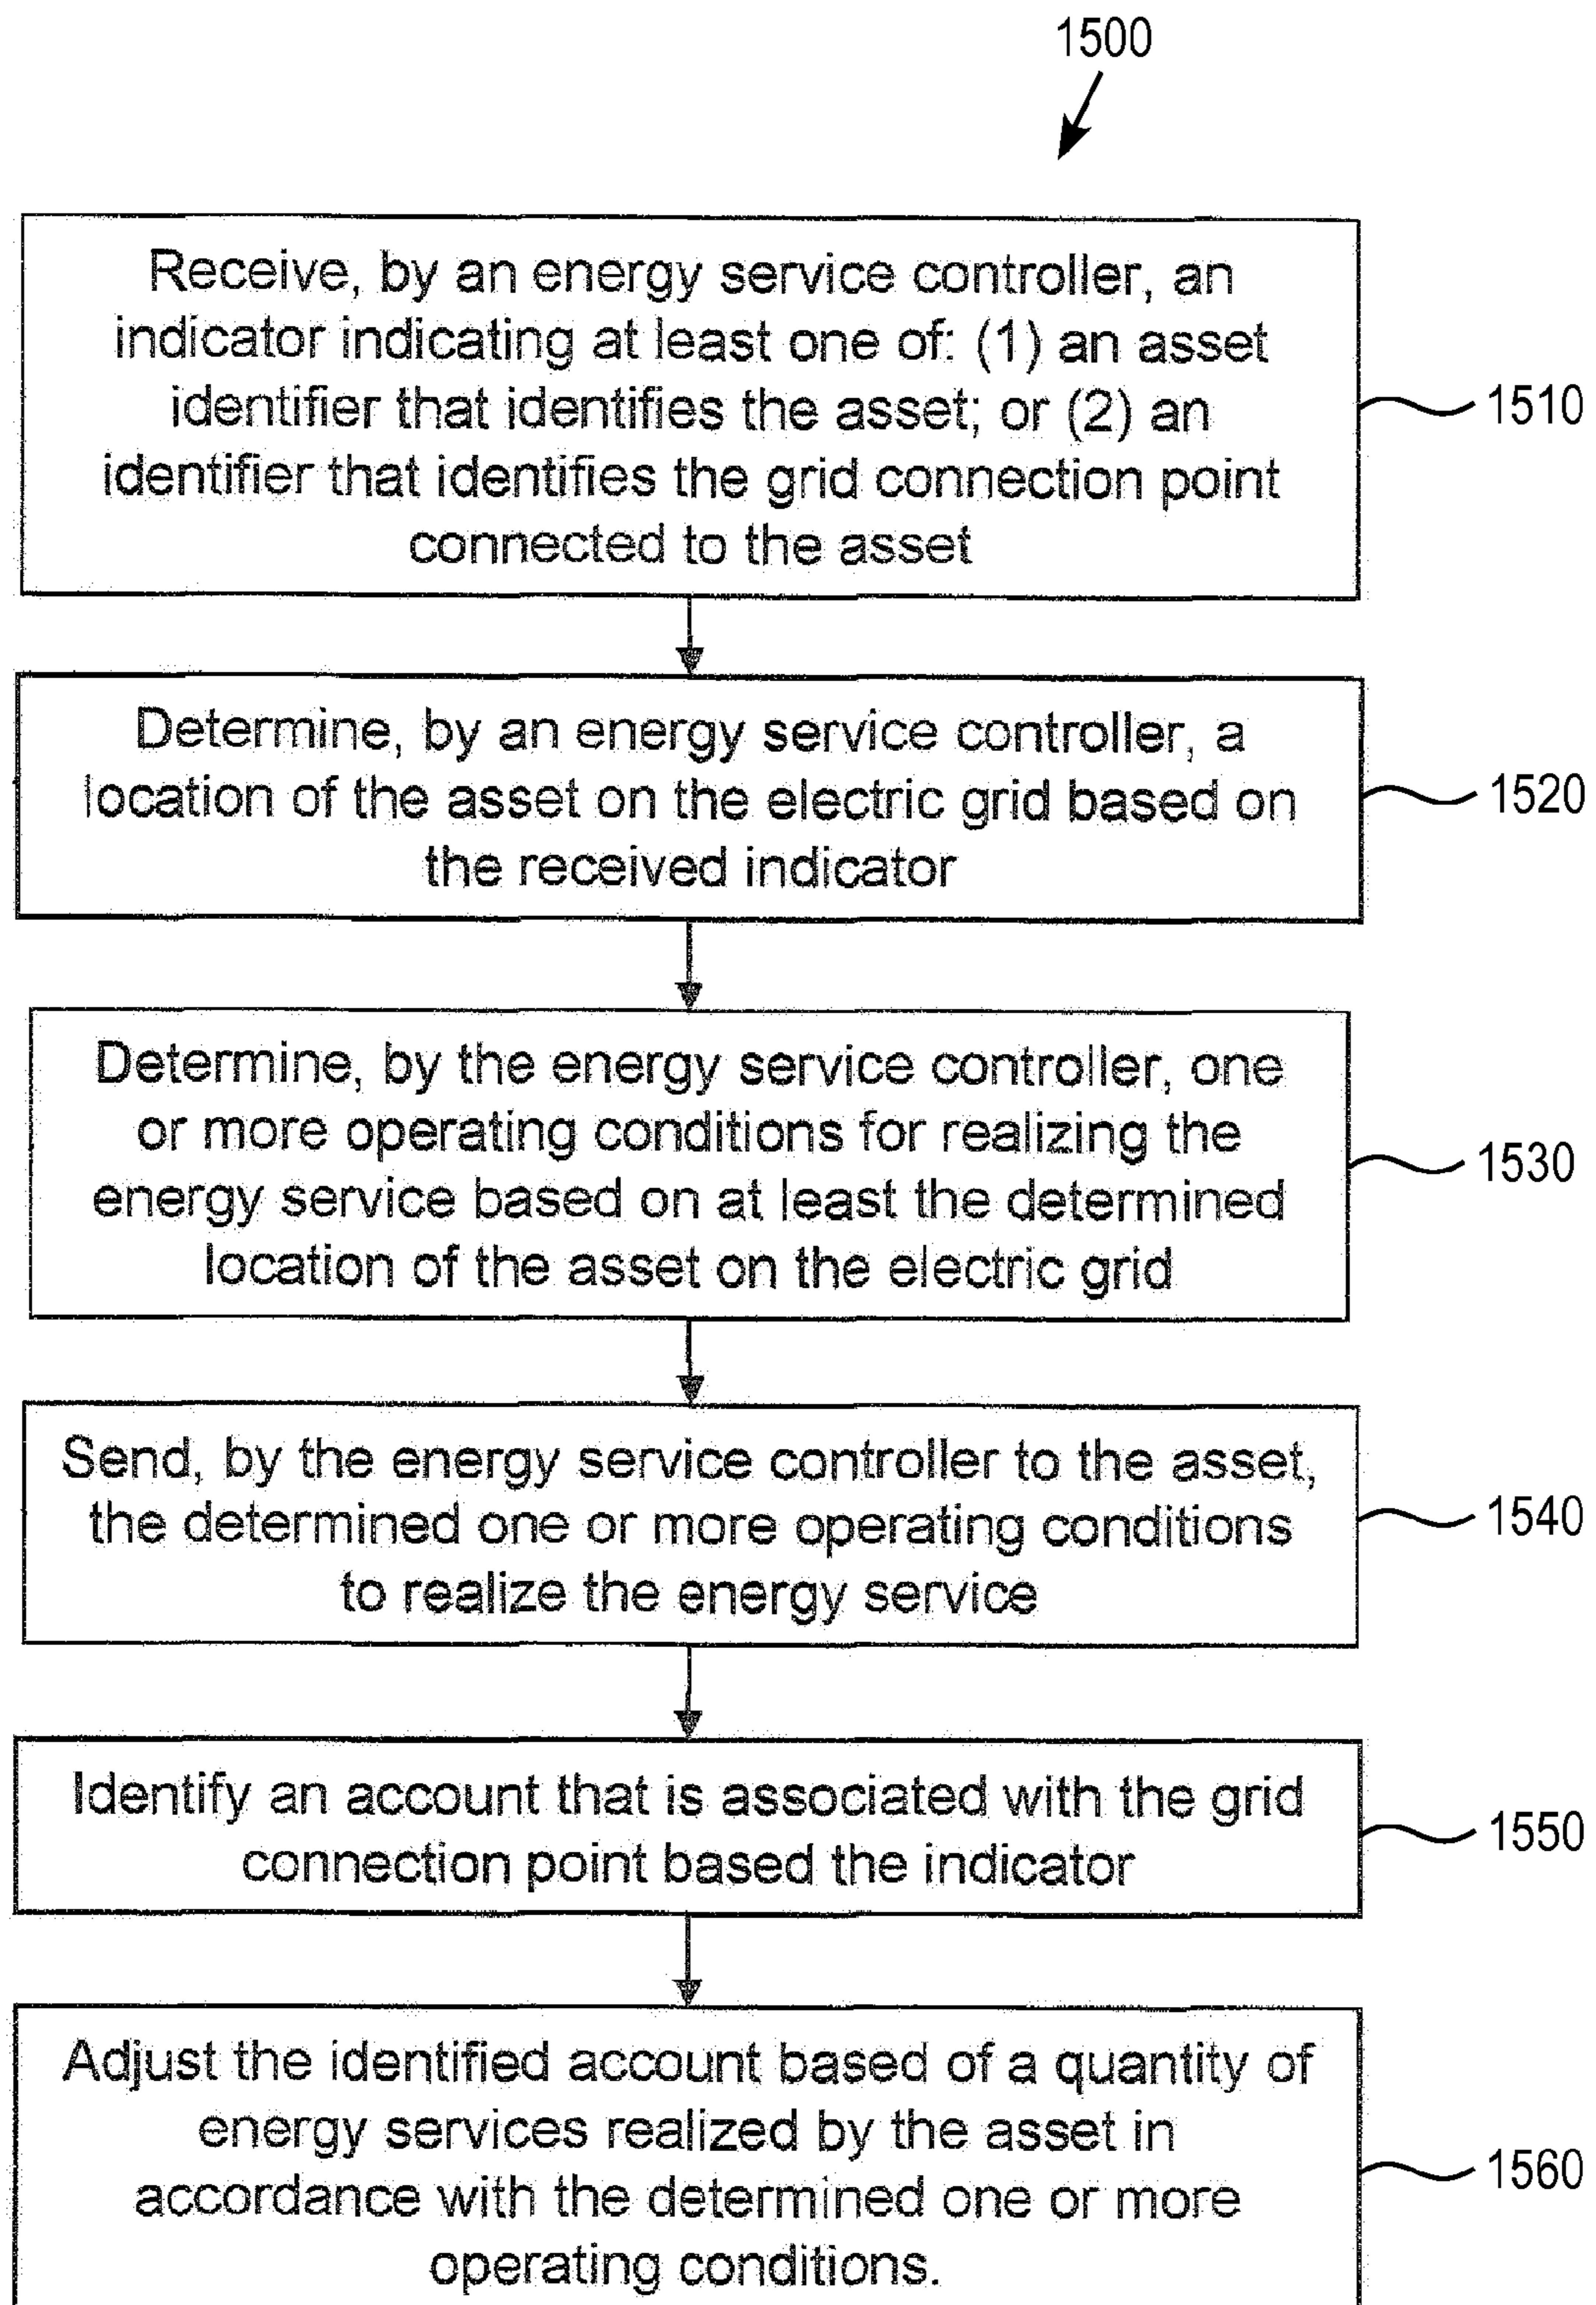 1500
Receive, by an energy service controller, an
indicator indicating at least one of: (1) an asset
identifier that identifies the asset; or (2) an
identifier that identifies the grid connection point
connected to the asset
1510
Determine, by an energy service controller, a
location of the asset on the electric grid based on
the received indicator
1520
Determine, by the energy service controller, one
or more operating conditions for realizing the
energy service based on at least the determined
location of the asset on the electric grid
1530
Send, by the energy service controller to the asset,
the determined one or more operating conditions
to realize the energy service
1540
Identify an account that is associated with the grid
connection point based the indicator
1550
Adjust the identified account based of a quantity of
energy services realized by the asset in
accordance with the determined one or more
operating conditions.
1560